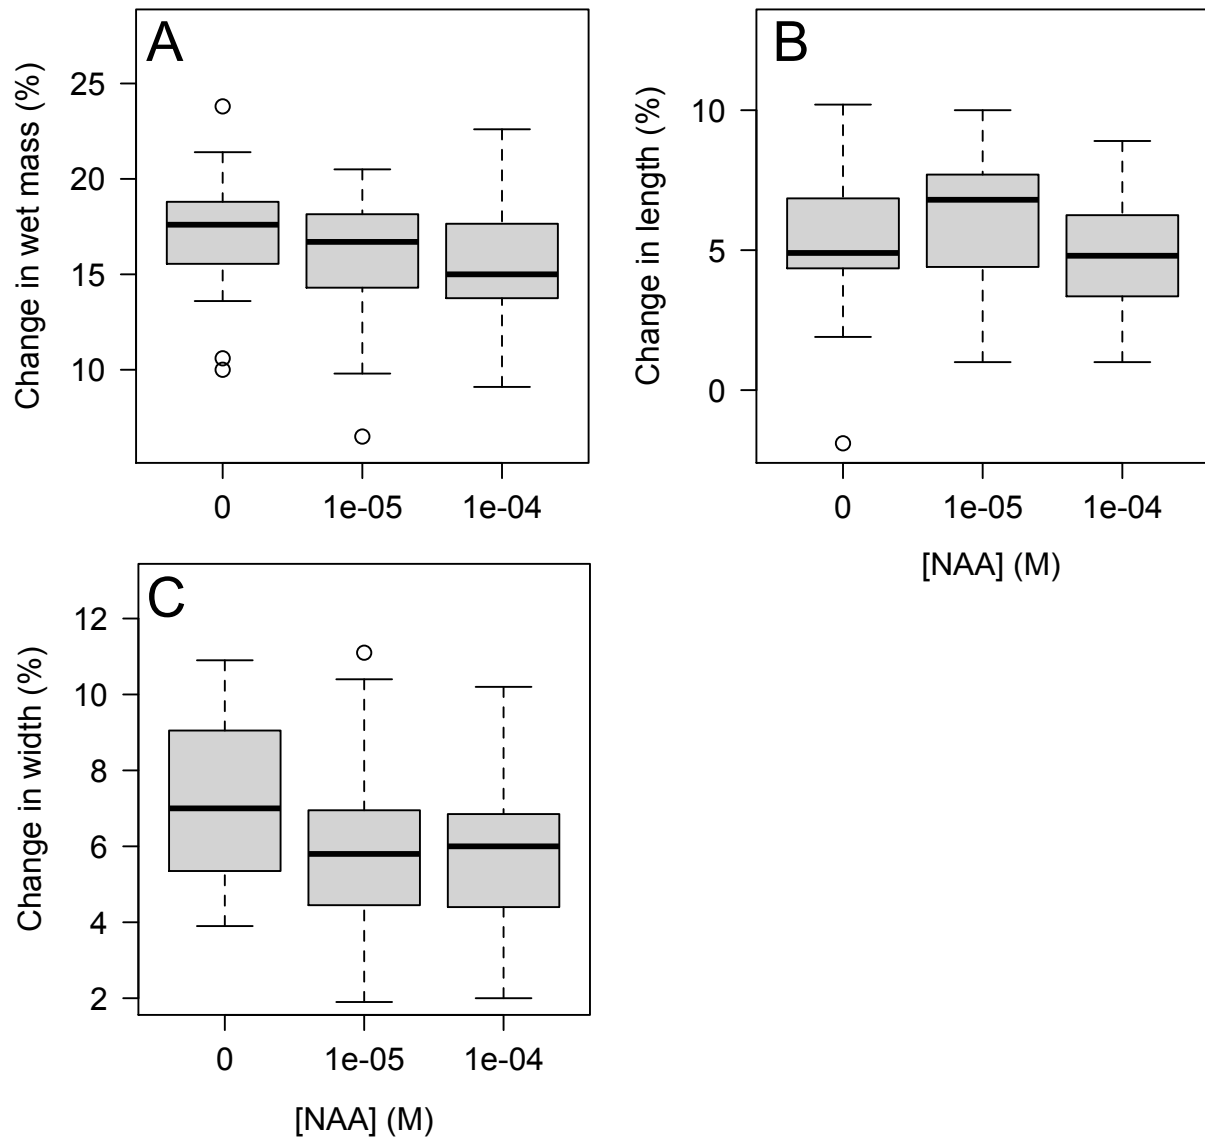 A
Change in wet mass (%)
25
20
15
10
0 1e-05 1e-04
B
Change in length (%)
10
5
0
0 1e-05 1e-04
[NAA] (M)
C
Change in width (%)
12
10
8
6
4
2
0 1e-05 1e-04
[NAA] (M)